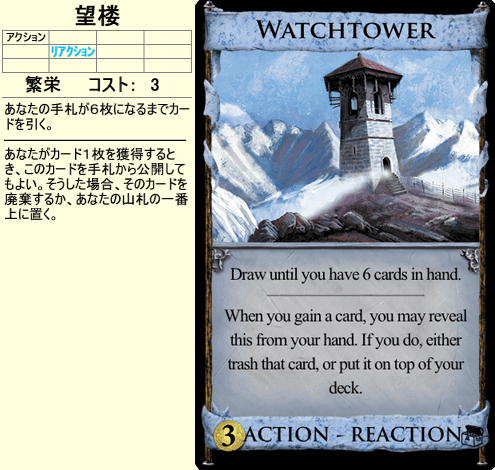 望楼
アクション
リアクション
繁栄　コスト：　3
あなたの手札が６枚になるまでカー
ドを引く。
あなたがカード１枚を獲得すると
き、このカードを手札から公開して
もよい。そうした場合、そのカードを
廃棄するか、あなたの山札の一番
上に置く。
WATCHTOWER
Draw until you have 6 cards in hand.
When you gain a card, you may reveal
this from your hand. If you do, either
trash that card, or put it on top of your
deck.
3 ACTION - REACTION